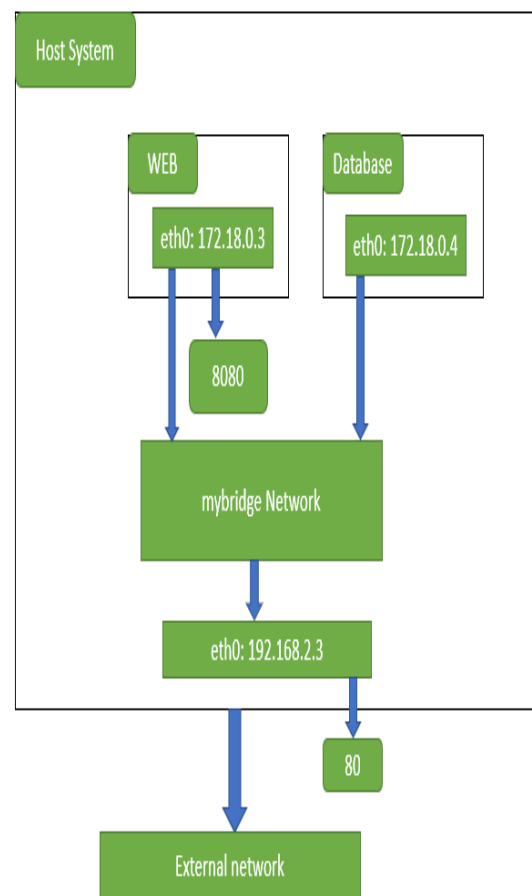 Host System
WEB
Database
eth0: 172.18.0.3
eth0: 172.18.0.4
8080
mybridge Network
eth0: 192.168.2.3
80
External network